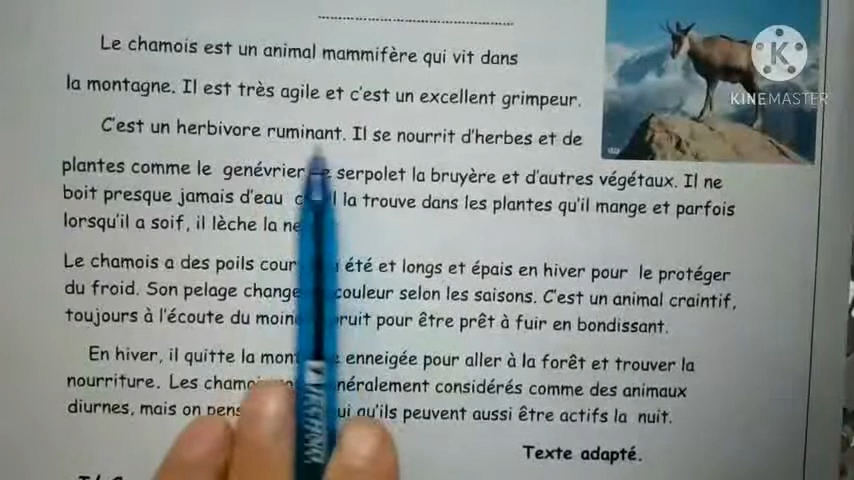 Le chamois est un animal mammifère qui vit dans
la montagne. Il est très agile et c'est un excellent grimpeur.
C'est un herbivore ruminant. Il se nourrit d'herbes et de
plantes comme le genévrier serpolet la bruyère et d'autres végétaux. Il ne
boit presque jamais d'eau la trouve dans les plantes qu'il mange et parfois
lorsqu'il a soif, il lèche la
Le chamois a des poils été et longs et épais en hiver pour le protéger
du froid. Son pelage change couleur selon les saisons. C'est un animal craintif,
toujours à l'écoute du bruit pour être prêt à fuir en bondissant.
En hiver, il quitte la enneigée pour aller à la forêt et trouver la
nourriture. Les considérés comme des animaux
diurnes, mais on qu'ils peuvent aussi être actifs la nuit.
Texte adapté.
K
KINEMASTER